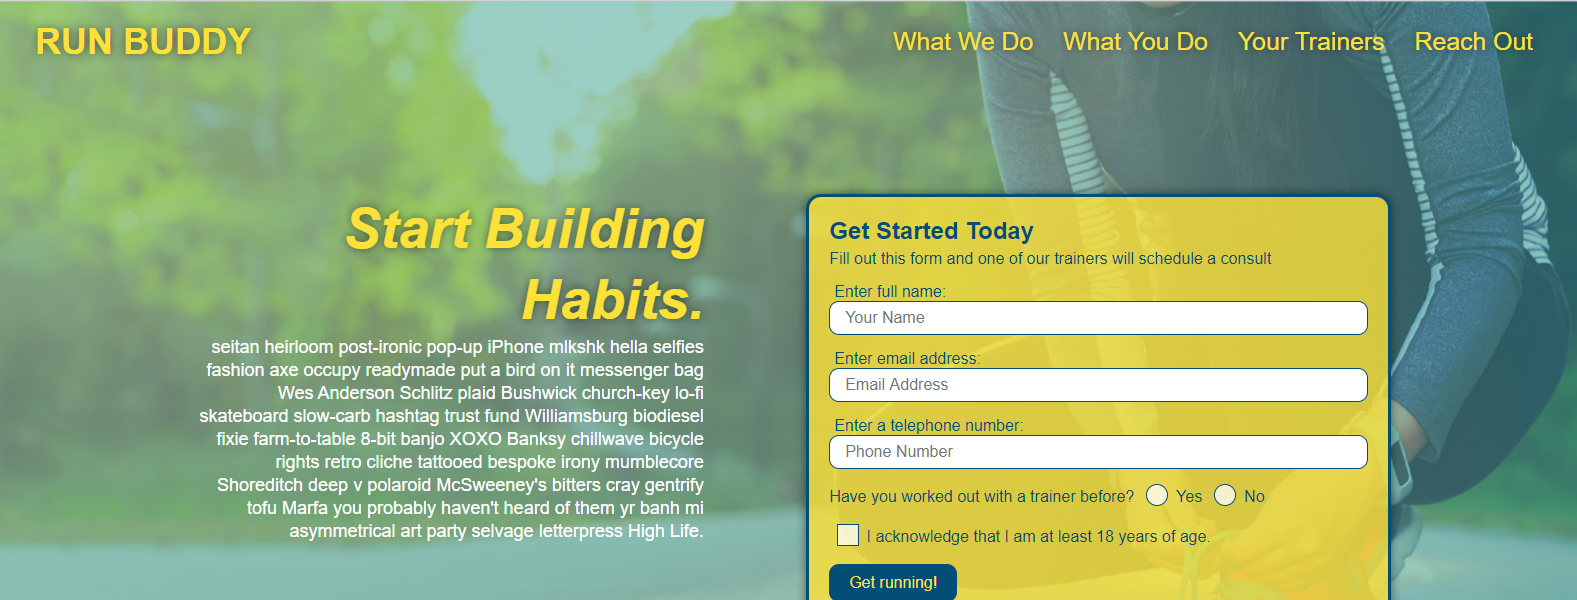 RUN BUDDY
What We Do What You Do Your Trainers Reach Out
Start Building
Habits.
seitan heirloom post-ironic pop-up iPhone mlkshk hella selfies
fashion axe occupy readymade put a bird on it messenger bag
Wes Anderson Schlitz plaid Bushwick church-key lo-fi
skateboard slow-carb hashtag trust fund Williamsburg biodiesel
fixie farm-to-table 8-bit banjo XOXO Banksy chillwave bicycle
rights retro cliche tattooed bespoke irony mumblecore
Shoreditch deep v polaroid McSweeney's bitters cray gentrify
tofu Marfa you probably haven't heard of them yr banh mi
asymmetrical art party selvage letterpress High Life.
Get Started Today
Fill out this form and one of our trainers will schedule a consult
Enter full name:
Your Name
Enter email address:
Email Address
Enter a telephone number:
Phone Number
Have you worked out with a trainer before? Yes No
I acknowledge that I am at least 18 years of age.
Get running!